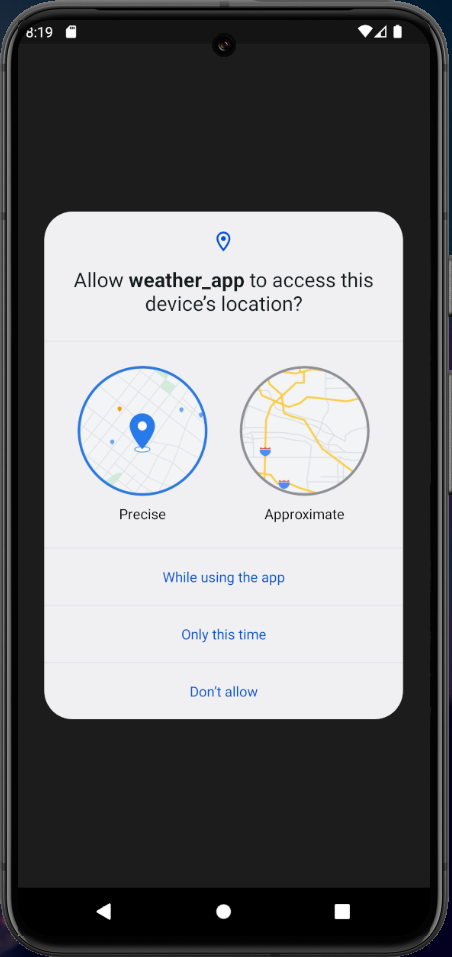 8:19
Allow weather_app to access this
device's location?
Precise
Approximate
While using the app
Only this time
Don't allow